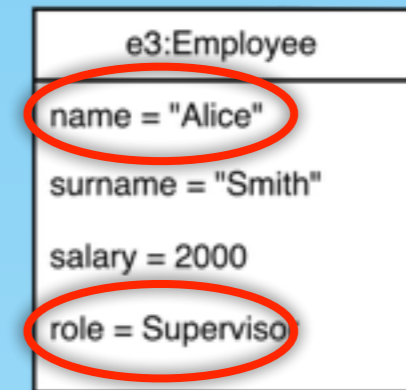 e3:Employee
name = "Alice"
surname = "Smith"
salary = 2000
role = Supervisor